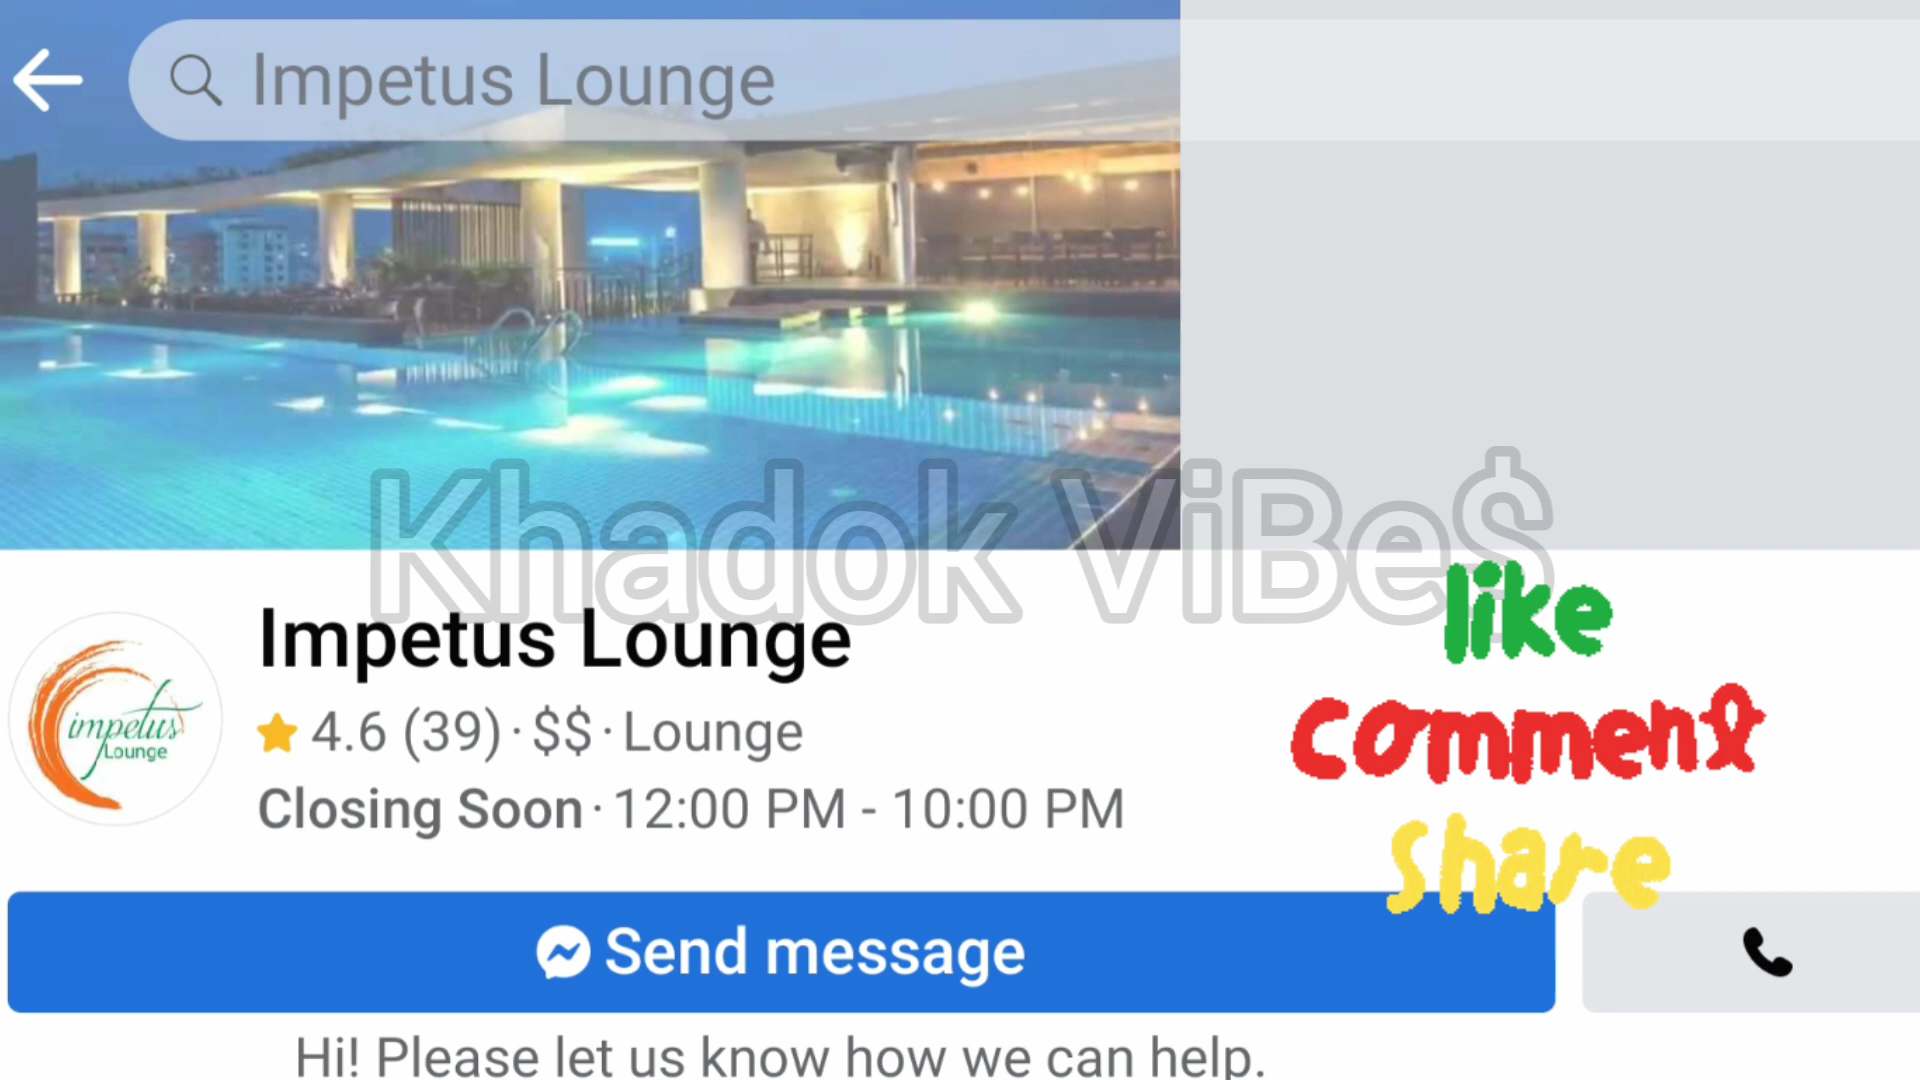 Impetus Lounge
Khadok ViBe$
Impetus Lounge
impetus
Lounge
4.6 (39) · $$ · Lounge
Closing Soon · 12:00 PM - 10:00 PM
like
comment
share
Send message
Hi! Please let us know how we can help.